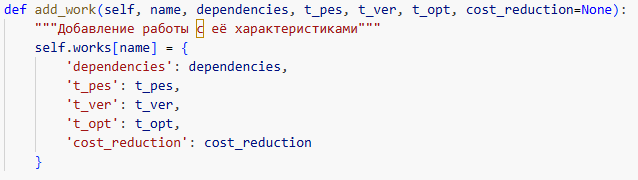 def add_work(self, name, dependencies, t_pes, t_ver, t_opt, cost_reduction=None):
    """Добавление работы с её характеристиками"""
    self.works[name] = {
        'dependencies': dependencies,
        't_pes': t_pes,
        't_ver': t_ver,
        't_opt': t_opt,
        'cost_reduction': cost_reduction
    }